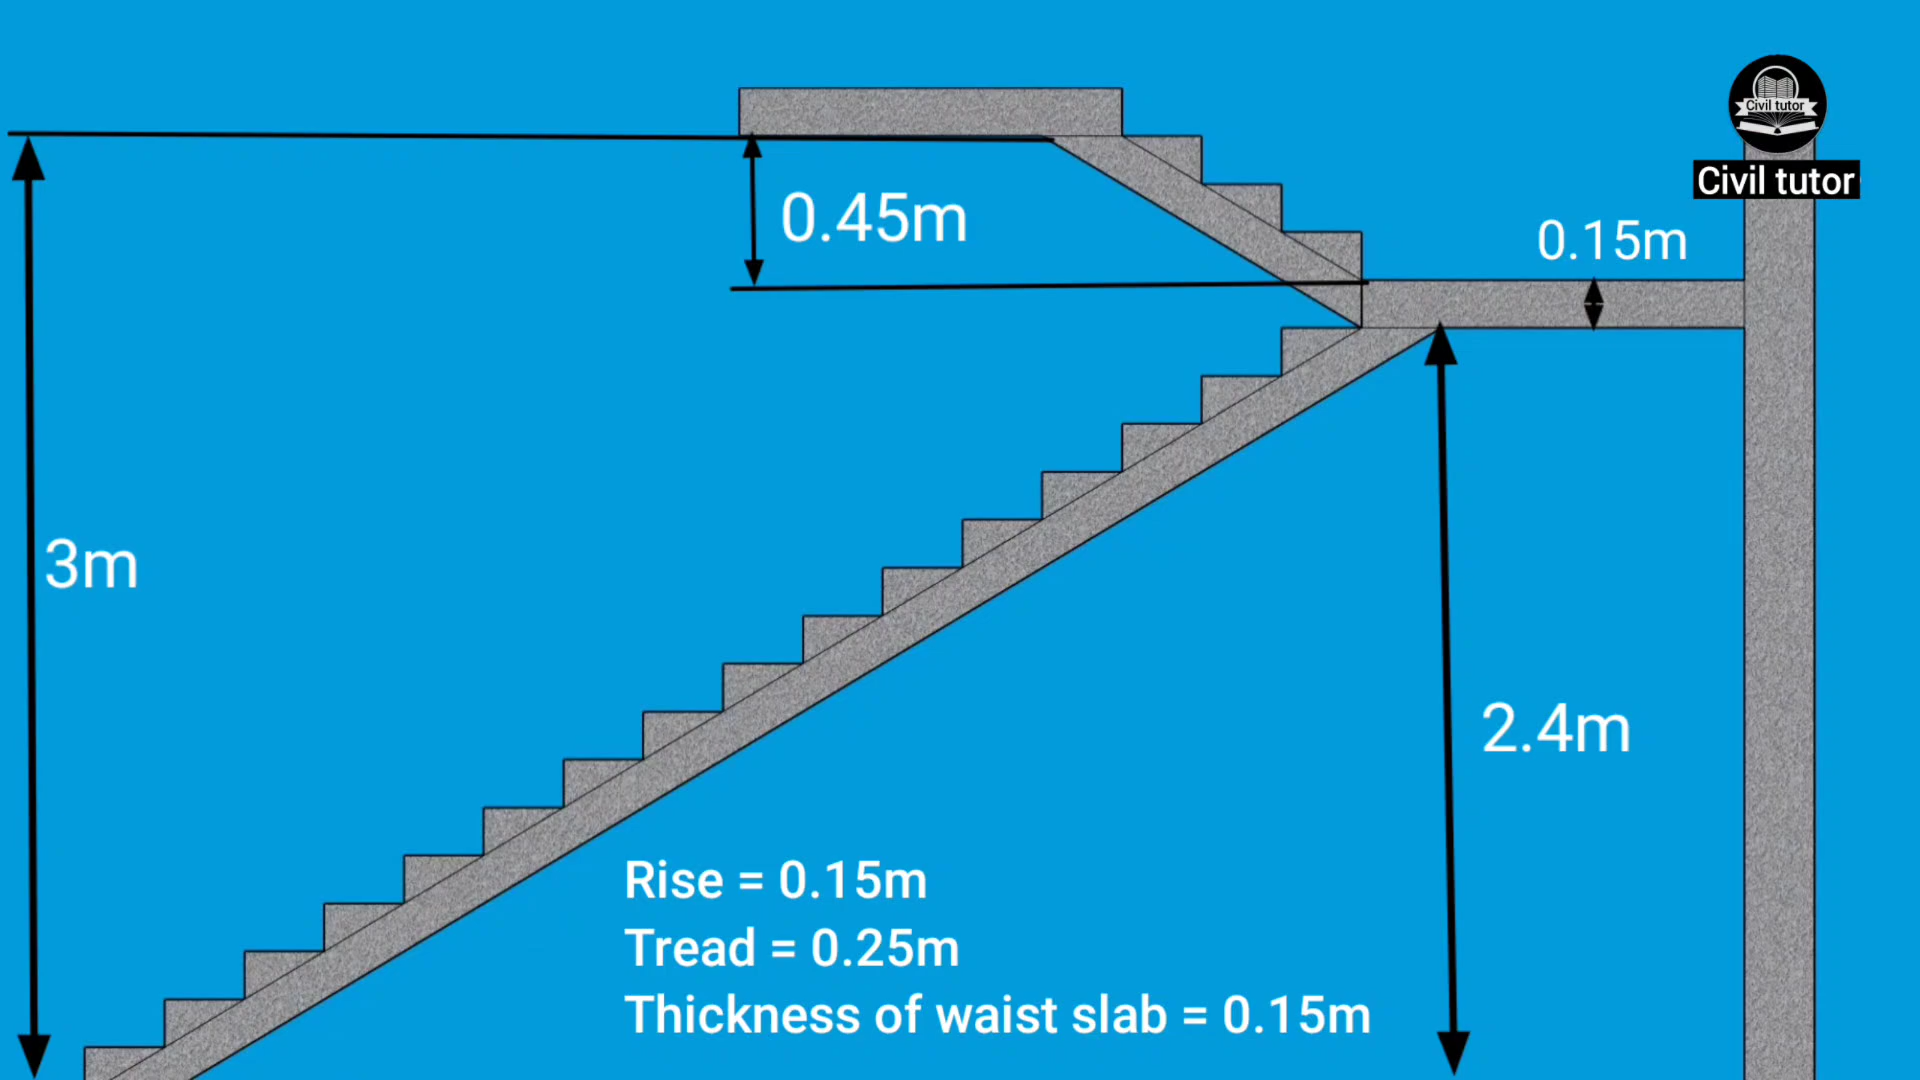 Civil tutor
Civil tutor
0.45m
0.15m
3m
2.4m
Rise = 0.15m
Tread = 0.25m
Thickness of waist slab = 0.15m